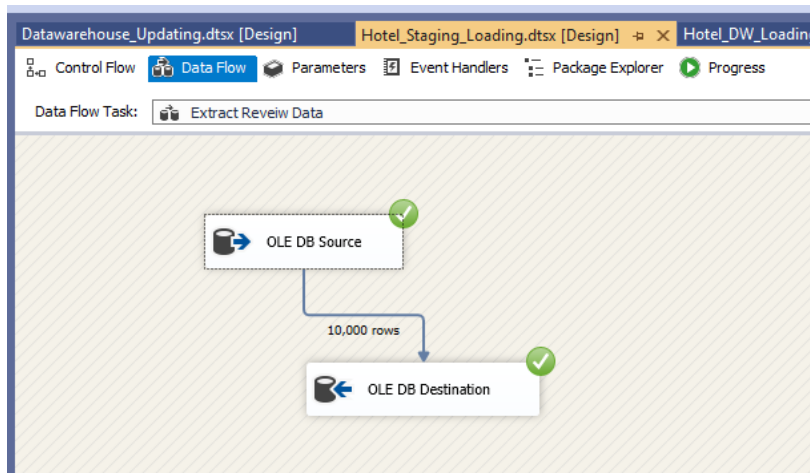 Datawarehouse_Updating.dtsx [Design] Hotel_Staging_Loading.dtsx [Design] Hotel_DW_Loading
Control Flow Data Flow Parameters Event Handlers Package Explorer Progress
Data Flow Task: Extract Reveiw Data
OLE DB Source
10,000 rows
OLE DB Destination